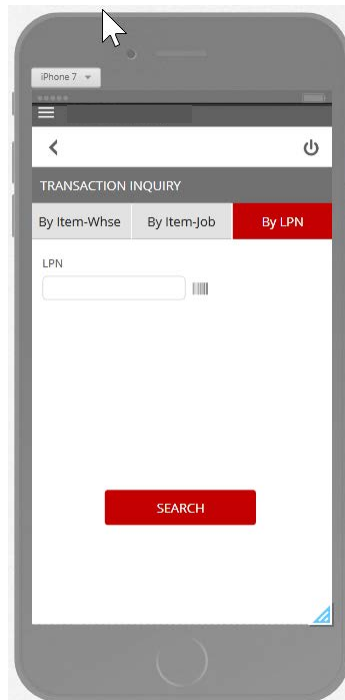 iPhone 7
TRANSACTION INQUIRY
By Item-Whse By Item-Job By LPN
LPN
SEARCH